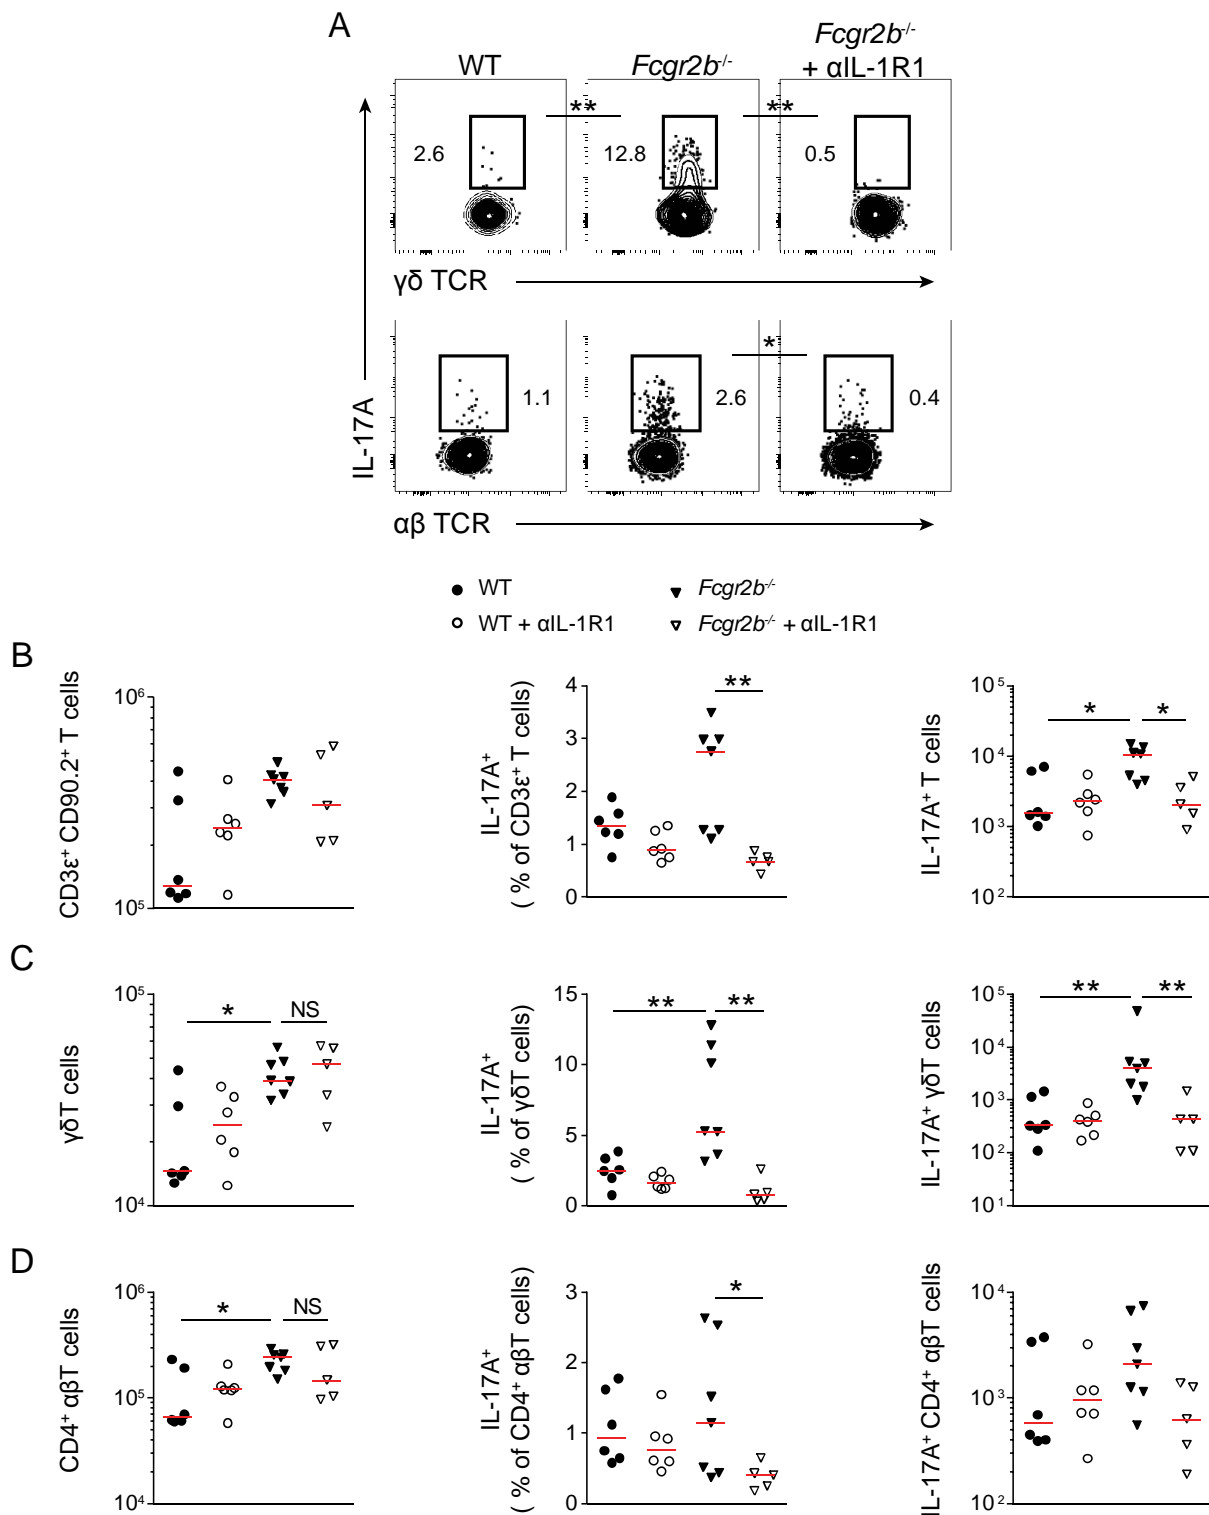 A
WT
Fcgr2b-/-
Fcgr2b-/-
+ αIL-1R1
**
**
2.6
12.8
0.5
γδ TCR
*
1.1
2.6
0.4
IL-17A
αβ TCR
WT
Fcgr2b-/-
WT + αIL-1R1
Fcgr2b-/- + αIL-1R1
B
CD3ε+ CD90.2+ T cells
10^6
10^5
IL-17A+
( % of CD3ε+ T cells)
4
3
2
1
0
**
IL-17A+ T cells
10^5
10^4
10^3
10^2
*
*
C
γδT cells
10^5
10^4
*
NS
IL-17A+
( % of γδT cells)
15
10
5
0
**
**
IL-17A+ γδT cells
10^5
10^4
10^3
10^2
10^1
**
**
D
CD4+ αβT cells
10^6
10^5
10^4
*
NS
IL-17A+
( % of CD4+ αβT cells)
3
2
1
0
*
IL-17A+ CD4+ αβT cells
10^4
10^3
10^2